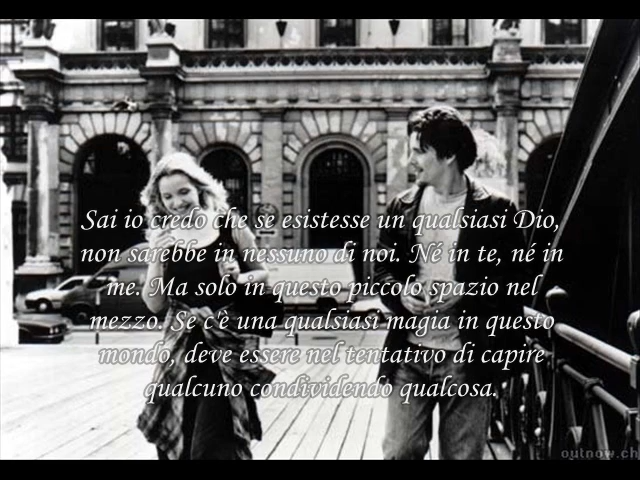 Sai io credo che se esistesse un qualsiasi Dio,
non sarebbe in nessuno di noi. Né in te, né in
me. Ma solo in questo piccolo spazio nel
mezzo. Se c'è una qualsiasi magia in questo
mondo, deve essere nel tentativo di capire
qualcuno condividendo qualcosa.
outnow.ch